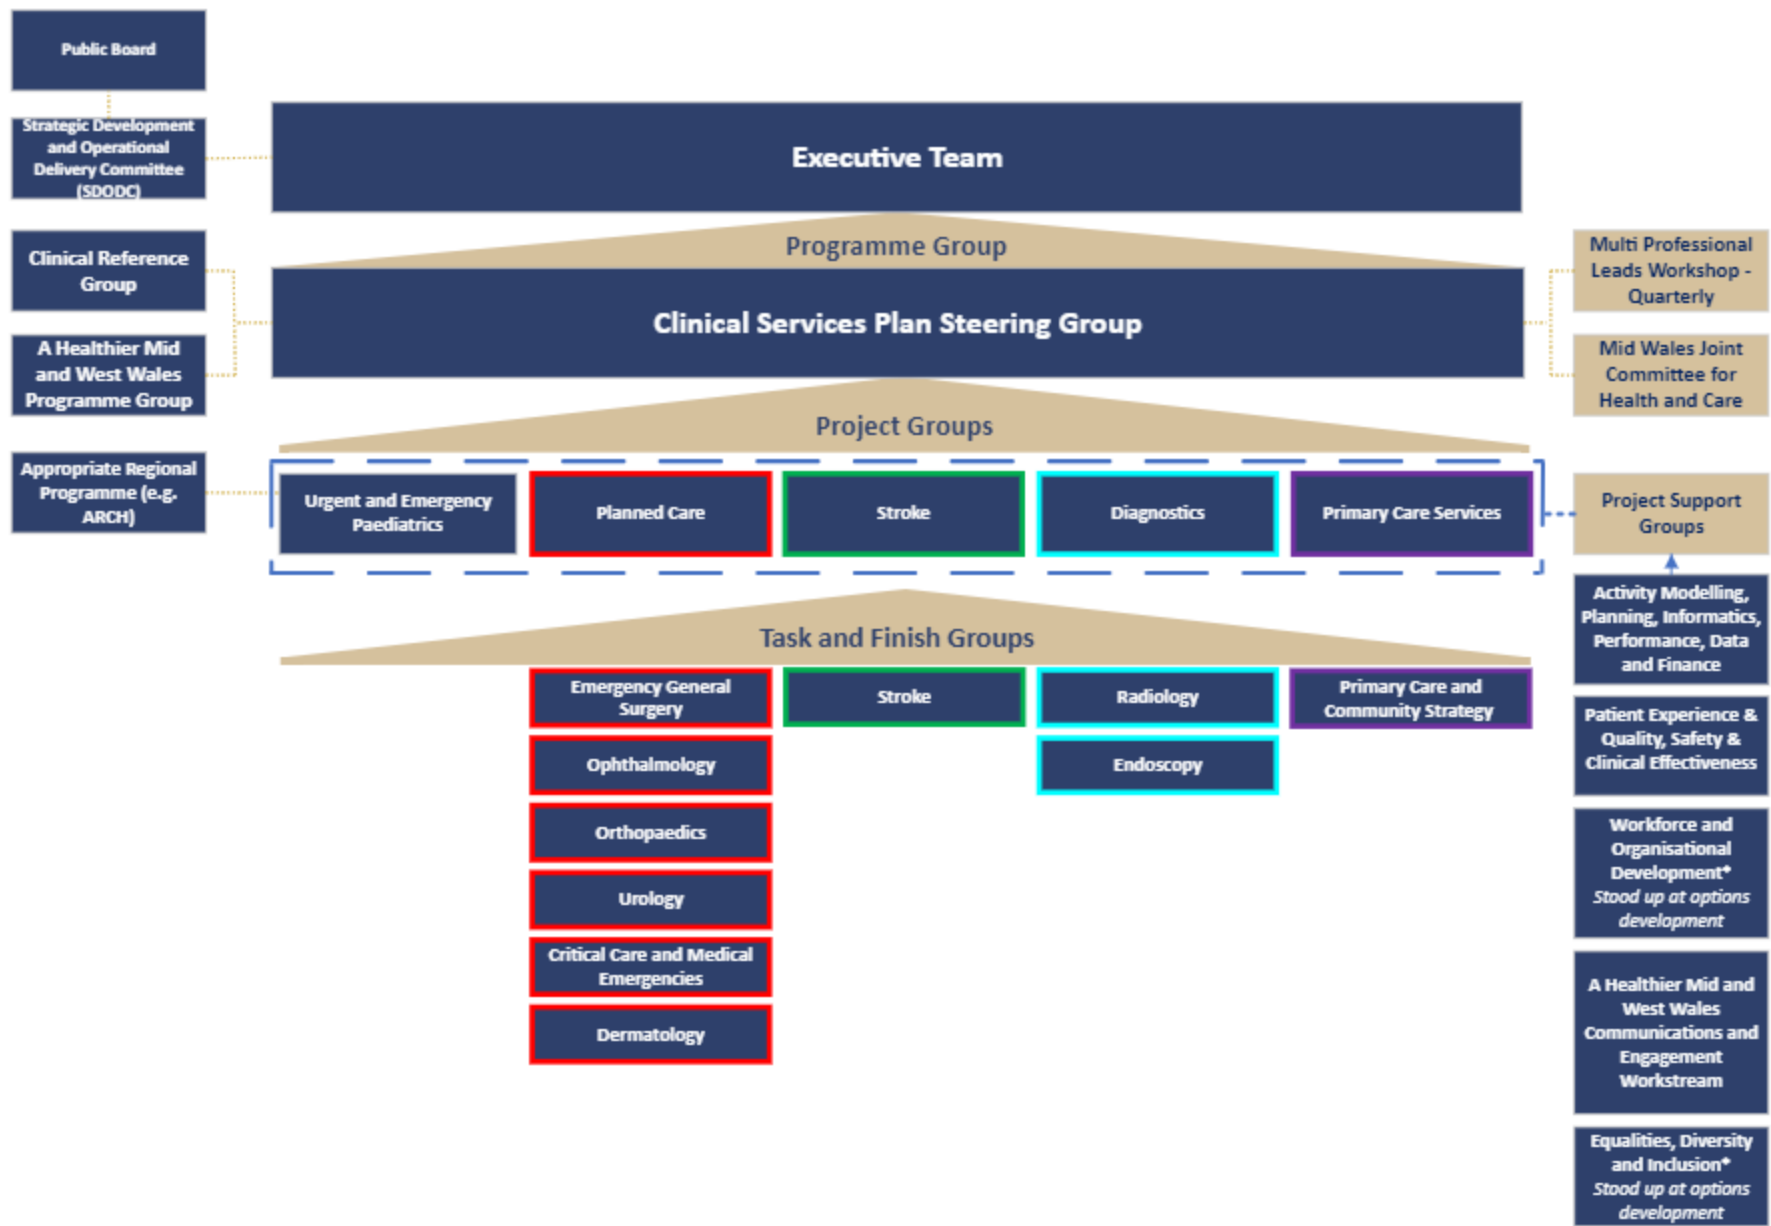 Public Board
Strategic Development
and Operational
Delivery Committee
(SDODC)
Executive Team
Programme Group
Clinical Reference
Group
A Healthier Mid
and West Wales
Programme Group
Clinical Services Plan Steering Group
Multi Professional
Leads Workshop -
Quarterly
Mid Wales Joint
Committee for
Health and Care
Project Groups
Appropriate Regional
Programme (e.g.
ARCH)
Urgent and Emergency
Paediatrics
Planned Care
Stroke
Diagnostics
Primary Care Services
Project Support
Groups
Task and Finish Groups
Emergency General
Surgery
Ophthalmology
Orthopaedics
Urology
Critical Care and Medical
Emergencies
Dermatology
Stroke
Radiology
Endoscopy
Primary Care and
Community Strategy
Activity Modelling,
Planning, Informatics,
Performance, Data
and Finance
Patient Experience &
Quality, Safety &
Clinical Effectiveness
Workforce and
Organisational
Development*
Stood up at options
development
A Healthier Mid and
West Wales
Communications and
Engagement
Workstream
Equalities, Diversity
and Inclusion*
Stood up at options
development